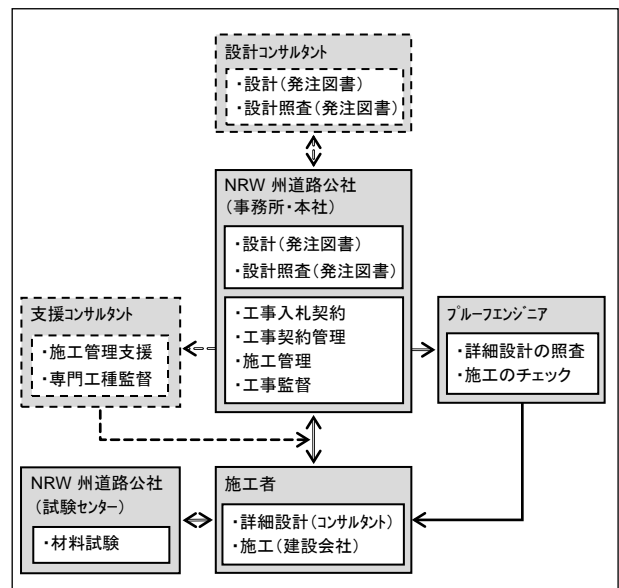 設計ｺﾝｻﾙﾀﾝﾄ
・設計（発注図書）
・設計照査（発注図書）
NRW 州道路公社
（事務所・本社）
・設計（発注図書）
・設計照査（発注図書）
・工事入札契約
・工事契約管理
・施工管理
・工事監督
支援ｺﾝｻﾙﾀﾝﾄ
・施工管理支援
・専門工種監督
ﾌﾟﾙｰﾌｴﾝｼﾞﾆｱ
・詳細設計の照査
・施工のチェック
NRW 州道路公社
（試験センター）
・材料試験
施工者
・詳細設計（ｺﾝｻﾙﾀﾝﾄ）
・施工（建設会社）